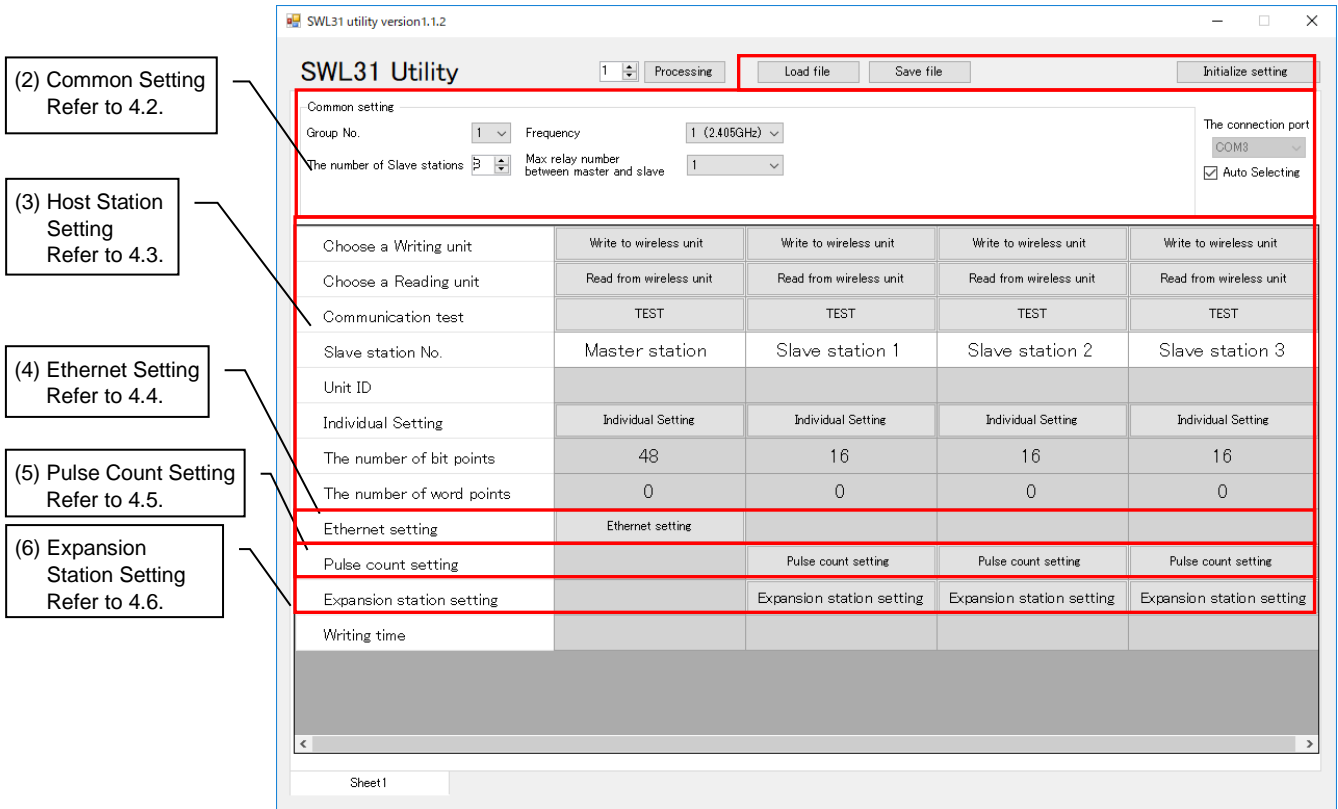 SWL31 utility version1.1.2
SWL31 Utility
1
Processing
Load file
Save file
Initialize setting
(2) Common Setting
Refer to 4.2.
Common setting
Group No.
1
Frequency
1 (2.405GHz)
The number of Slave stations
3
Max relay number
between master and slave
1
The connection port
COM3
Auto Selecting
(3) Host Station
Setting
Refer to 4.3.
Choose a Writing unit Write to wireless unit Write to wireless unit Write to wireless unit Write to wireless unit
Choose a Reading unit Read from wireless unit Read from wireless unit Read from wireless unit Read from wireless unit
Communication test TEST TEST TEST TEST
Slave station No. Master station Slave station 1 Slave station 2 Slave station 3
Unit ID
Individual Setting Individual Setting Individual Setting Individual Setting Individual Setting
The number of bit points 48 16 16 16
The number of word points 0 0 0 0
(4) Ethernet Setting
Refer to 4.4.
Ethernet setting Ethernet setting
(5) Pulse Count Setting
Refer to 4.5.
Pulse count setting Pulse count setting Pulse count setting Pulse count setting
(6) Expansion
Station Setting
Refer to 4.6.
Expansion station setting Expansion station setting Expansion station setting Expansion station setting
Writing time
Sheet1